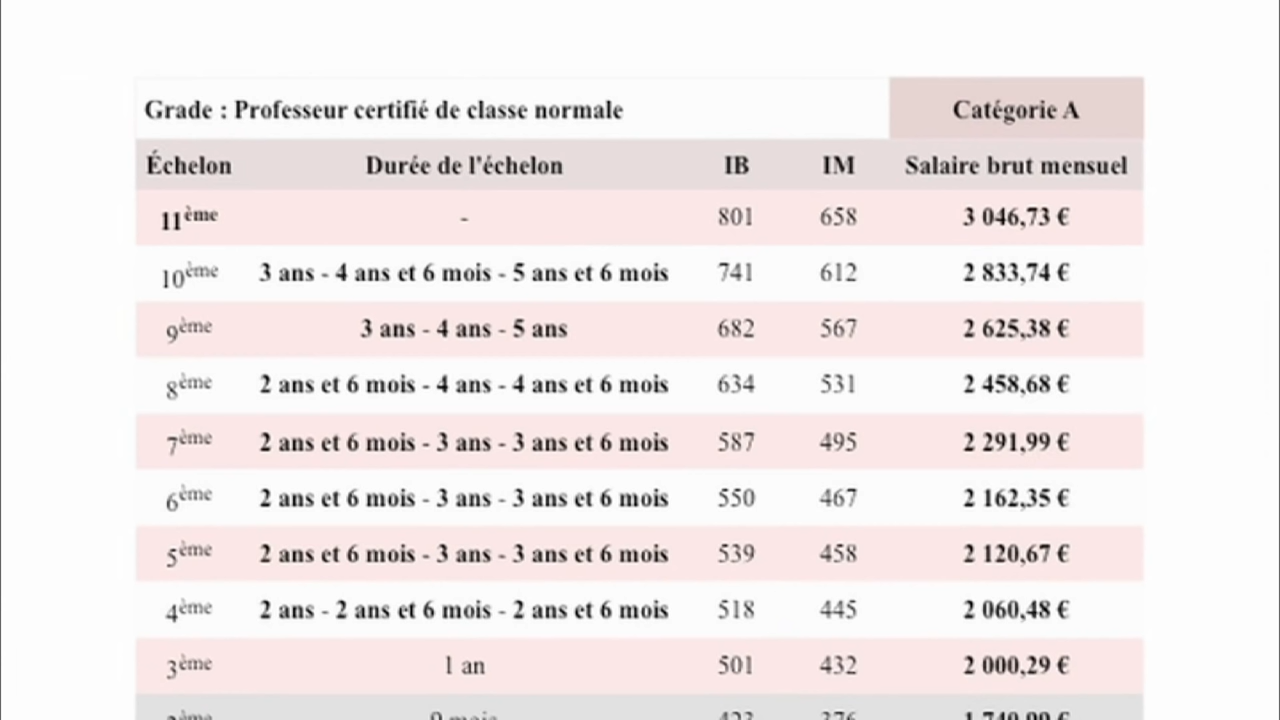 Grade : Professeur certifié de classe normale Catégorie A
Échelon Durée de l'échelon IB IM Salaire brut mensuel
11ème - 801 658 3 046,73 €
10ème 3 ans - 4 ans et 6 mois - 5 ans et 6 mois 741 612 2 833,74 €
9ème 3 ans - 4 ans - 5 ans 682 567 2 625,38 €
8ème 2 ans et 6 mois - 4 ans - 4 ans et 6 mois 634 531 2 458,68 €
7ème 2 ans et 6 mois - 3 ans - 3 ans et 6 mois 587 495 2 291,99 €
6ème 2 ans et 6 mois - 3 ans - 3 ans et 6 mois 550 467 2 162,35 €
5ème 2 ans et 6 mois - 3 ans - 3 ans et 6 mois 539 458 2 120,67 €
4ème 2 ans - 2 ans et 6 mois - 2 ans et 6 mois 518 445 2 060,48 €
3ème 1 an 501 432 2 000,29 €